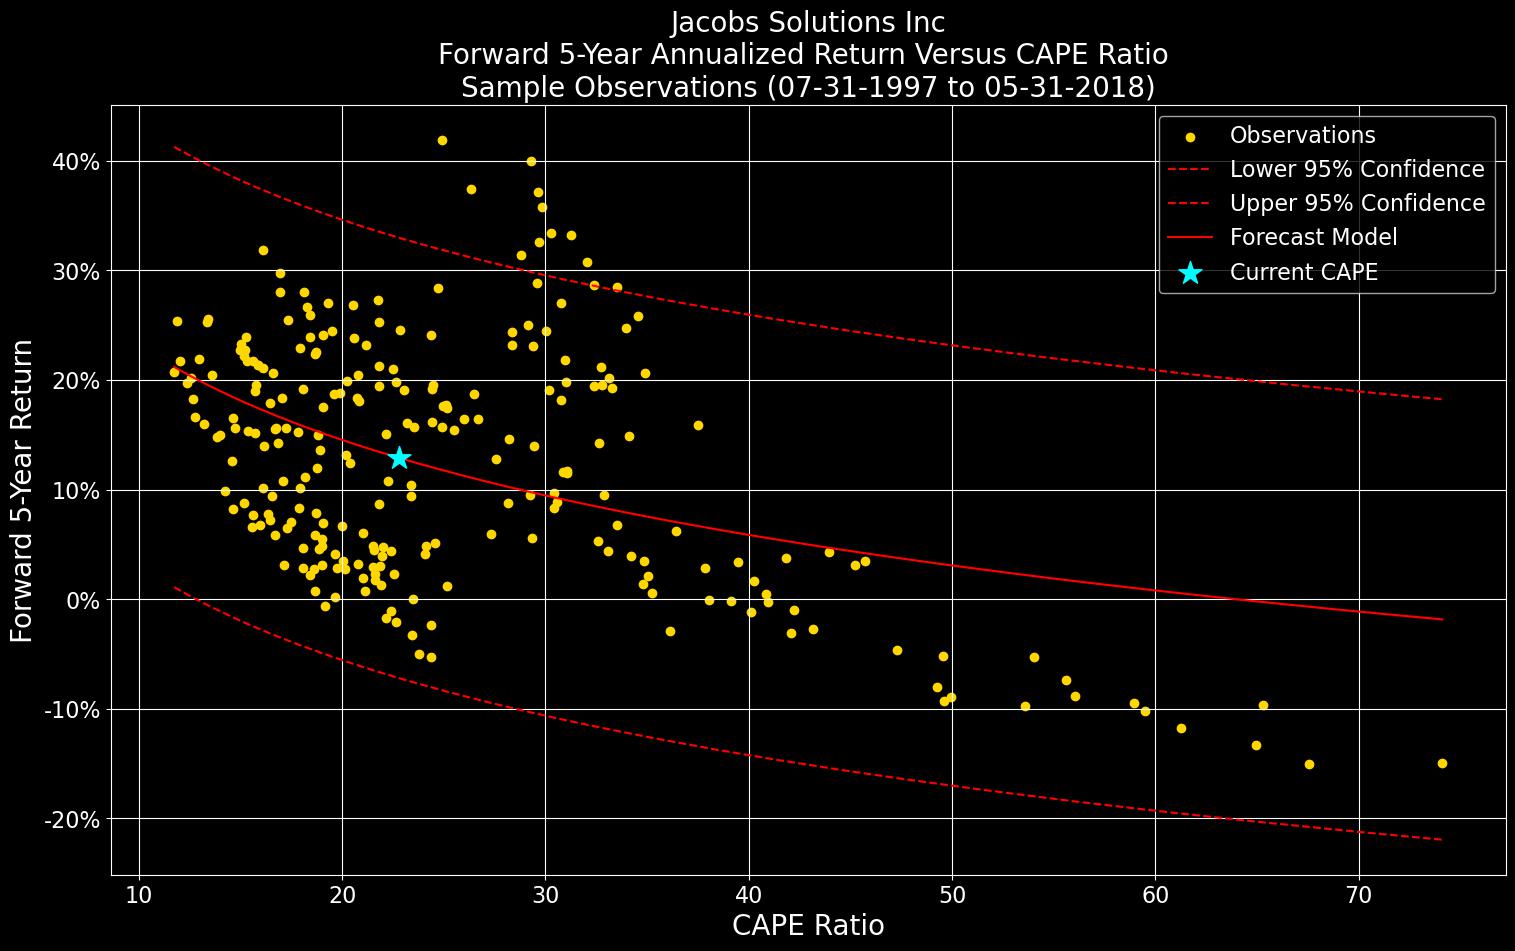 Jacobs Solutions Inc
Forward 5-Year Annualized Return Versus CAPE Ratio
Sample Observations (07-31-1997 to 05-31-2018)
Observations
Lower 95% Confidence
Upper 95% Confidence
Forecast Model
Current CAPE
Forward 5-Year Return
40%
30%
20%
10%
0%
-10%
-20%
10 20 30 40 50 60 70
CAPE Ratio